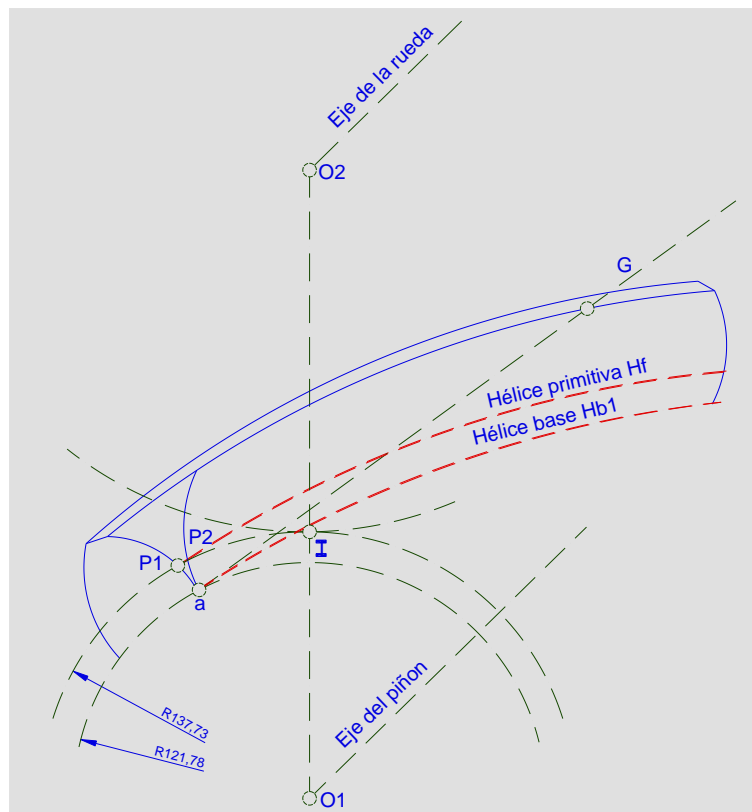 Eje de la rueda
O2
G
Hélice primitiva Hf
Hélice base Hb1
P2
P1
I
a
Eje del piñon
R137,73
R121,78
O1